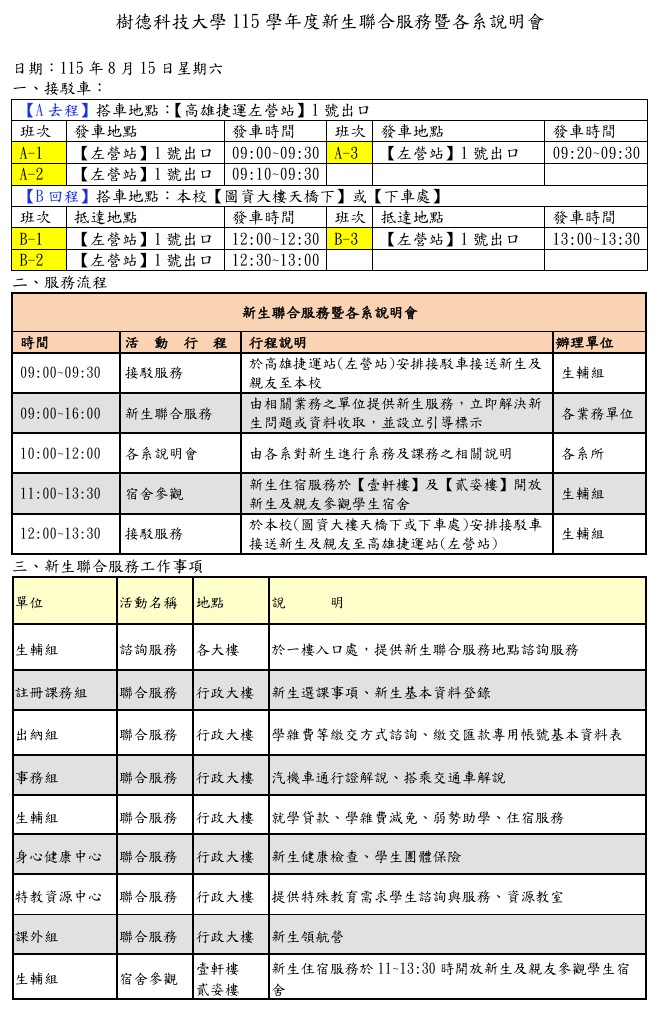 樹德科技大學 115 學年度新生聯合服務暨各系說明會
日期：115 年 8 月 15 日星期六
一、接駁車：
【A 去程】搭車地點：【高雄捷運左營站】1 號出口
班次 發車地點 發車時間 班次 發車地點 發車時間
A-1 【左營站】1 號出口 09:00~09:30 A-3 【左營站】1 號出口 09:20~09:30
A-2 【左營站】1 號出口 09:10~09:30
【B 回程】搭車地點：本校【圖資大樓天橋下】或【下車處】
班次 抵達地點 發車時間 班次 抵達地點 發車時間
B-1 【左營站】1 號出口 12:00~12:30 B-3 【左營站】1 號出口 13:00~13:30
B-2 【左營站】1 號出口 12:30~13:00
二、服務流程
新生聯合服務暨各系說明會
時間 活 動 行 程 行程說明 辦理單位
09:00~09:30 接駁服務 於高雄捷運站(左營站)安排接駁車接送新生及
親友至本校 生輔組
09:00~16:00 新生聯合服務 由相關業務之單位提供新生服務，立即解決新
生問題或資料收取，並設立引導標示 各業務單位
10:00~12:00 各系說明會 由各系對新生進行系務及課務之相關說明 各系所
11:00~13:30 宿舍參觀 新生住宿服務於【壹軒樓】及【貳姿樓】開放
新生及親友參觀學生宿舍 生輔組
12:00~13:30 接駁服務 於本校(圖資大樓天橋下或下車處)安排接駁車
接送新生及親友至高雄捷運站(左營站) 生輔組
三、新生聯合服務工作事項
單位 活動名稱 地點 說 明
生輔組 諮詢服務 各大樓 於一樓入口處，提供新生聯合服務地點諮詢服務
註冊課務組 聯合服務 行政大樓 新生選課事項、新生基本資料登錄
出納組 聯合服務 行政大樓 學雜費等繳交方式諮詢、繳交匯款專用帳號基本資料表
事務組 聯合服務 行政大樓 汽機車通行證解說、搭乘交通車解說
生輔組 聯合服務 行政大樓 就學貸款、學雜費減免、弱勢助學、住宿服務
身心健康中心 聯合服務 行政大樓 新生健康檢查、學生團體保險
特教資源中心 聯合服務 行政大樓 提供特殊教育需求學生諮詢與服務、資源教室
課外組 聯合服務 行政大樓 新生領航營
生輔組 宿舍參觀 壹軒樓
貳姿樓 新生住宿服務於 11~13:30 時開放新生及親友參觀學生宿
舍